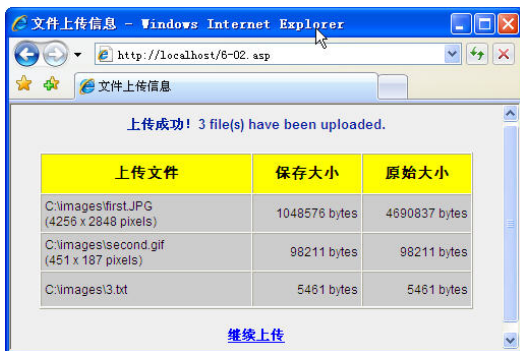 文件上传信息 - Windows Internet Explorer
http://localhost/6-02.asp
文件上传信息
上传成功! 3 file(s) have been uploaded.
上传文件 保存大小 原始大小
C:\images\first.JPG
(4256 x 2848 pixels) 1048576 bytes 4690837 bytes
C:\images\second.gif
(451 x 187 pixels) 98211 bytes 98211 bytes
C:\images\3.txt 5461 bytes 5461 bytes
继续上传